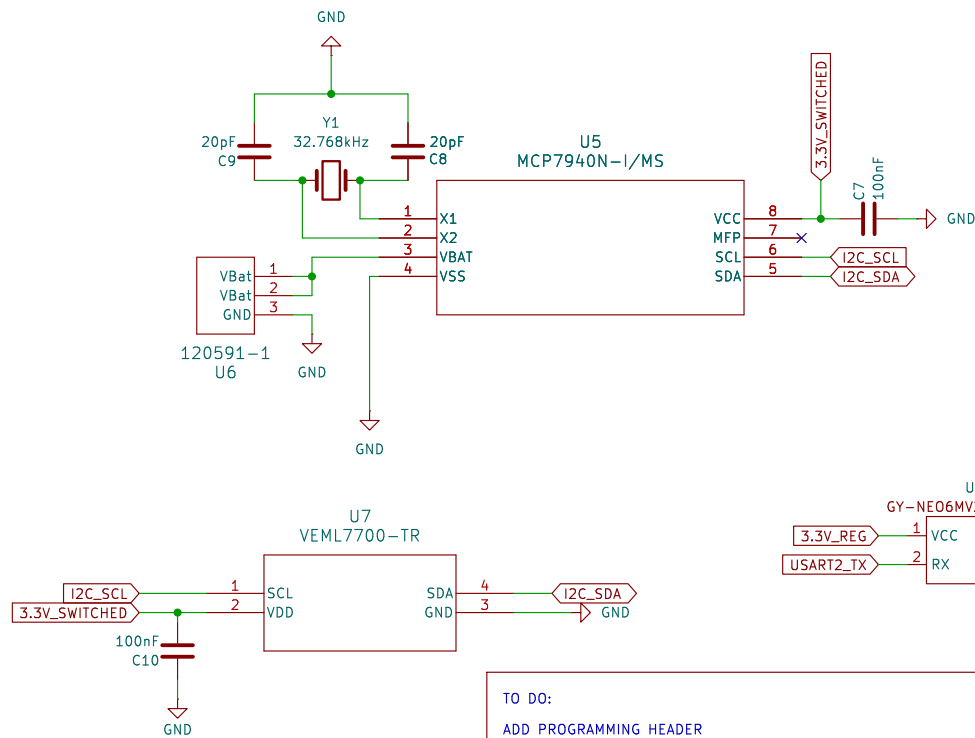 GND
Y1
32.768kHz
20pF
C9
20pF
C8
U5
MCP7940N-I/MS
3.3V_SWITCHED
C7
100nF
GND
1 X1
2 X2
3 VBAT
4 VSS
VCC 8
MFP 7
SCL 6
SDA 5
I2C_SCL
I2C_SDA
VBat 1
VBat 2
GND 3
120591-1
U6
GND
GND
U7
VEML7700-TR
I2C_SCL 1 SCL
3.3V_SWITCHED 2 VDD
SDA 4 I2C_SDA
GND 3 GND
100nF
C10
GND
U
GY-NEO6MV
3.3V_REG 1 VCC
USART2_TX 2 RX
TO DO:
ADD PROGRAMMING HEADER